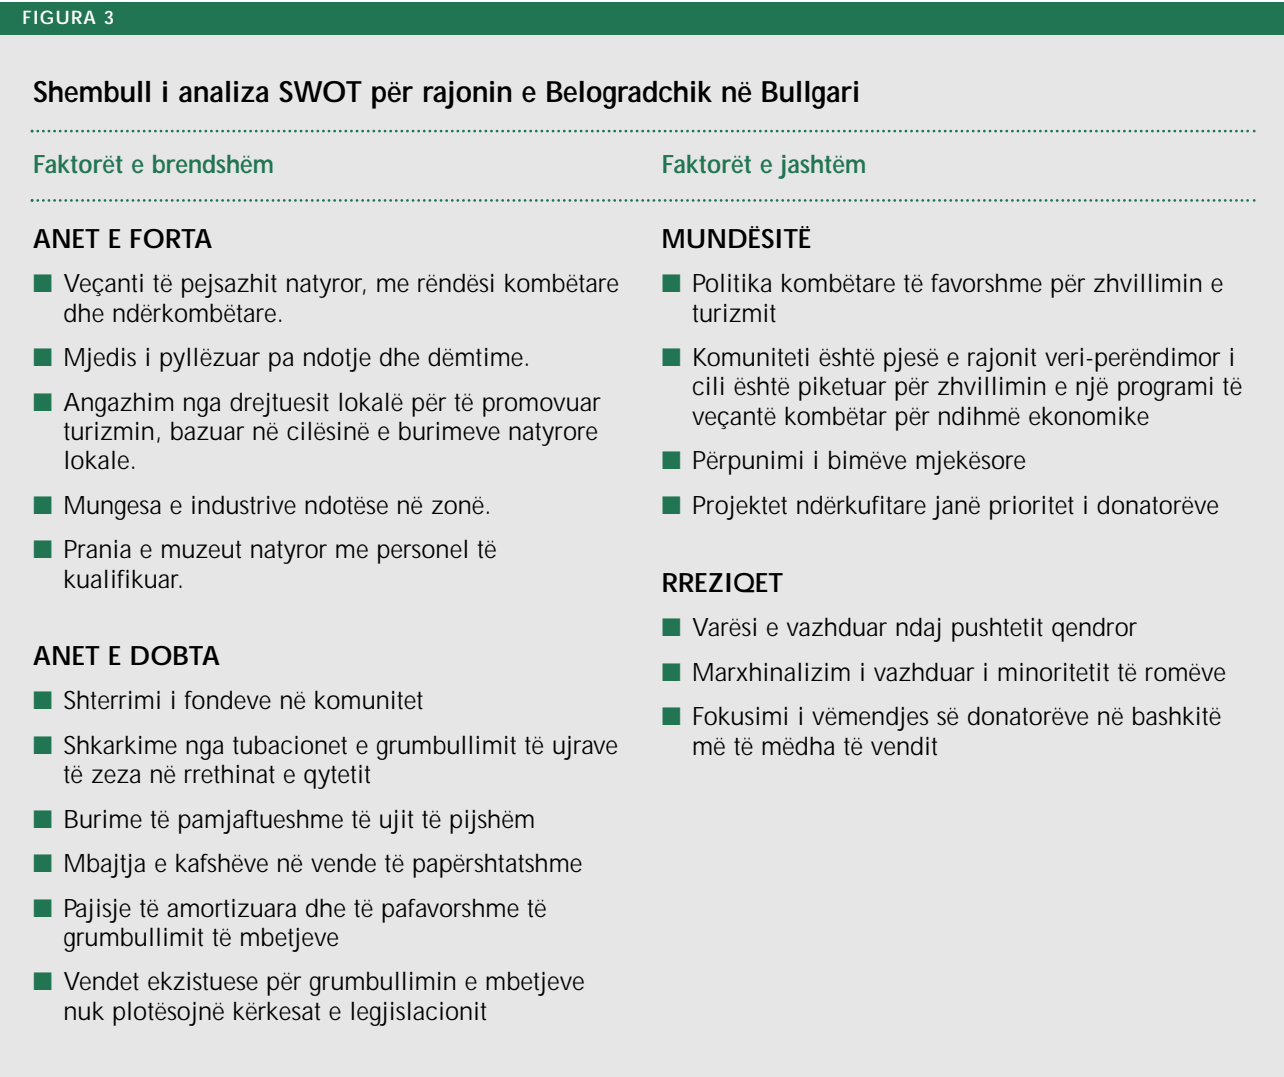 FIGURA 3
Shembull i analiza SWOT për rajonin e Belogradchik në Bullgari
Faktorët e brendshëm
ANET E FORTA
Veçanti të pejsazhit natyror, me rëndësi kombëtare
dhe ndërkombëtare.
Mjedis i pyllëzuar pa ndotje dhe dëmtime.
Angazhim nga drejtuesit lokalë për të promovuar
turizmin, bazuar në cilësinë e burimeve natyrore
lokale.
Mungesa e industrive ndotëse në zonë.
Prania e muzeut natyror me personel të
kualifikuar.
ANET E DOBTA
Shterrimi i fondeve në komunitet
Shkarkime nga tubacionet e grumbullimit të ujrave
të zeza në rrethinat e qytetit
Burime të pamjaftueshme të ujit të pijshëm
Mbajtja e kafshëve në vende të papërshtatshme
Pajisje të amortizuara dhe të pafavorshme të
grumbullimit të mbetjeve
Vendet ekzistuese për grumbullimin e mbetjeve
nuk plotësojnë kërkesat e legjislacionit
Faktorët e jashtëm
MUNDËSITË
Politika kombëtare të favorshme për zhvillimin e
turizmit
Komuniteti është pjesë e rajonit veri-perëndimor i
cili është piketuar për zhvillimin e një programi të
veçantë kombëtar për ndihmë ekonomike
Përpunimi i bimëve mjekësore
Projektet ndërkufitare janë prioritet i donatorëve
RREZIQET
Varësi e vazhduar ndaj pushtetit qendror
Marxhinalizim i vazhduar i minoritetit të romëve
Fokusimi i vëmendjes së donatorëve në bashkitë
më të mëdha të vendit